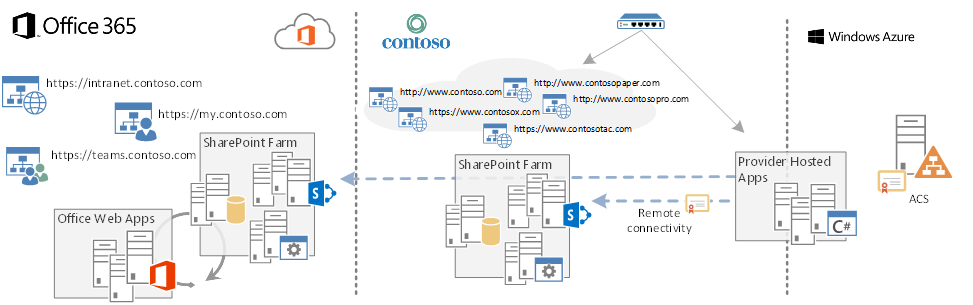 Office 365
https://intranet.contoso.com
https://my.contoso.com
https://teams.contoso.com
SharePoint Farm
S
Office Web Apps
contoso
http://www.contoso.com
http://www.contosopaper.com
http://www.contosopro.com
https://www.contosox.com
https://www.contosotac.com
SharePoint Farm
S
Remote
connectivity
Provider Hosted
Apps
C#
Windows Azure
ACS